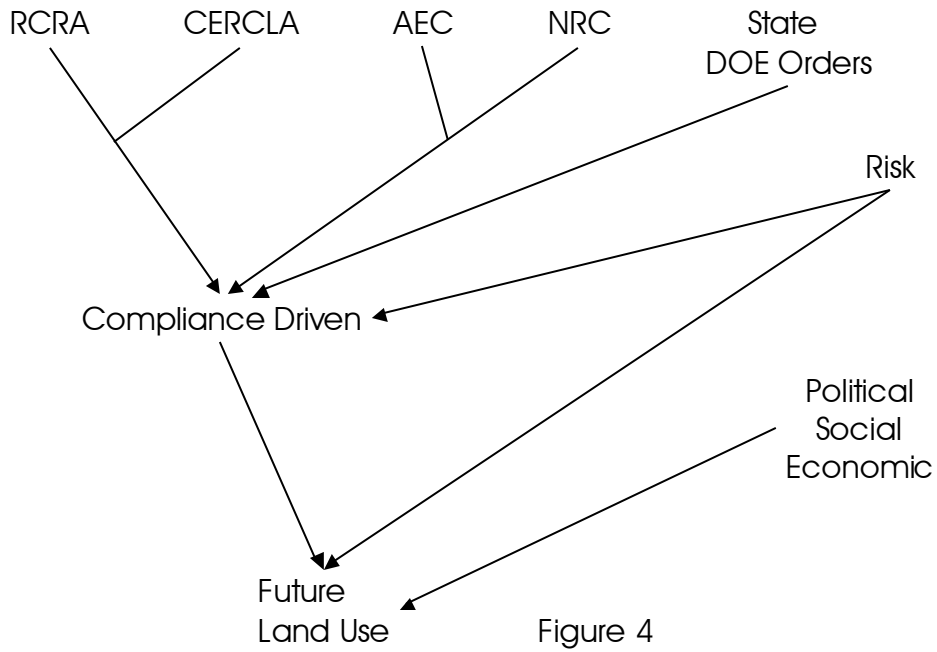 RCRA
CERCLA
AEC
NRC
State
DOE Orders
Risk
Compliance Driven
Political
Social
Economic
Future
Land Use
Figure 4